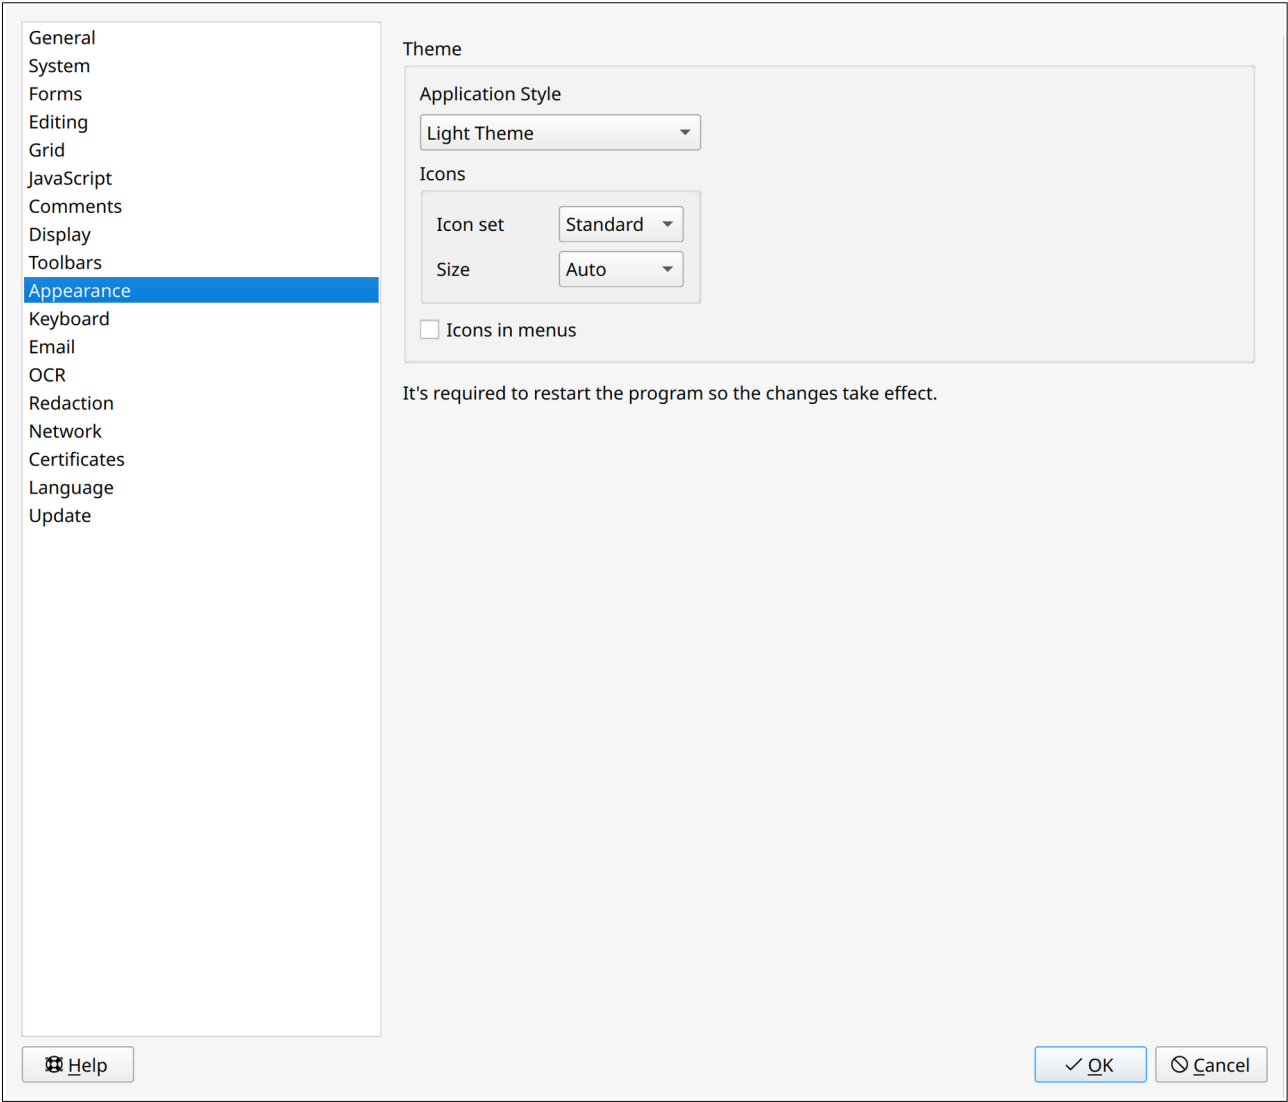 General
System
Forms
Editing
Grid
JavaScript
Comments
Display
Toolbars
Appearance
Keyboard
Email
OCR
Redaction
Network
Certificates
Language
Update
Theme
Application Style
Light Theme
Icons
Icon set Standard
Size Auto
Icons in menus
It's required to restart the program so the changes take effect.
Help
OK
Cancel